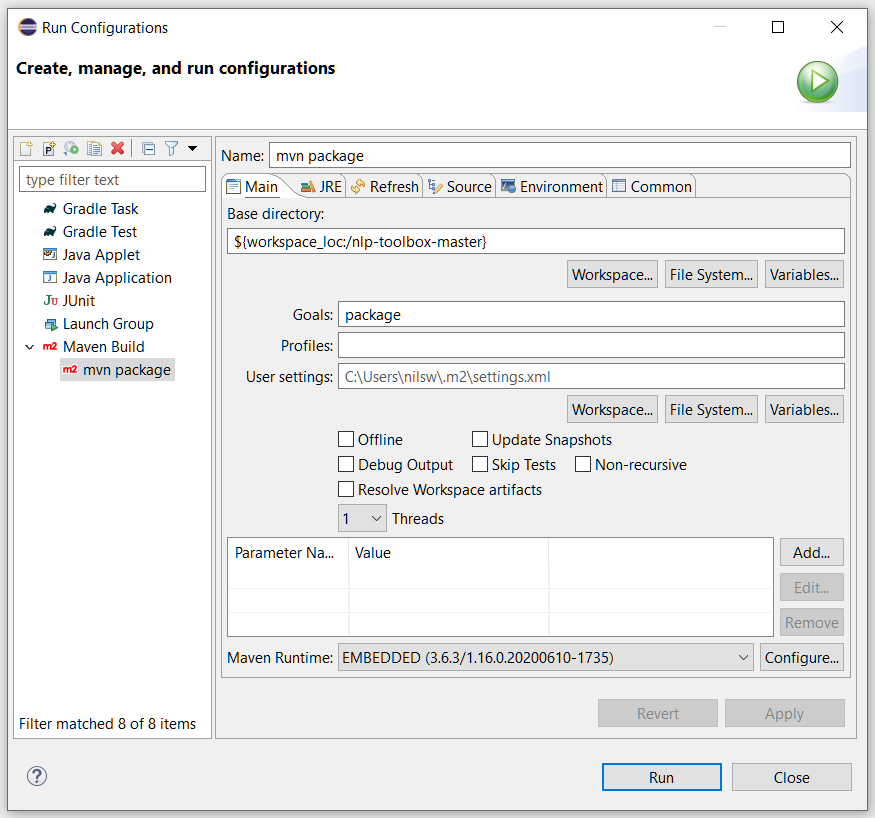 Run Configurations
Create, manage, and run configurations
type filter text
Gradle Task
Gradle Test
Java Applet
Java Application
JU JUnit
Launch Group
m2 Maven Build
m2 mvn package
Filter matched 8 of 8 items
Name: mvn package
Main JRE Refresh Source Environment Common
Base directory:
${workspace_loc:/nlp-toolbox-master}
Workspace... File System... Variables...
Goals: package
Profiles:
User settings: C:\Users\nilsw\.m2\settings.xml
Workspace... File System... Variables...
Offline Update Snapshots
Debug Output Skip Tests Non-recursive
Resolve Workspace artifacts
1 Threads
Parameter Na... Value
Add...
Edit...
Remove
Maven Runtime: EMBEDDED (3.6.3/1.16.0.20200610-1735) Configure...
Revert Apply
? Run Close